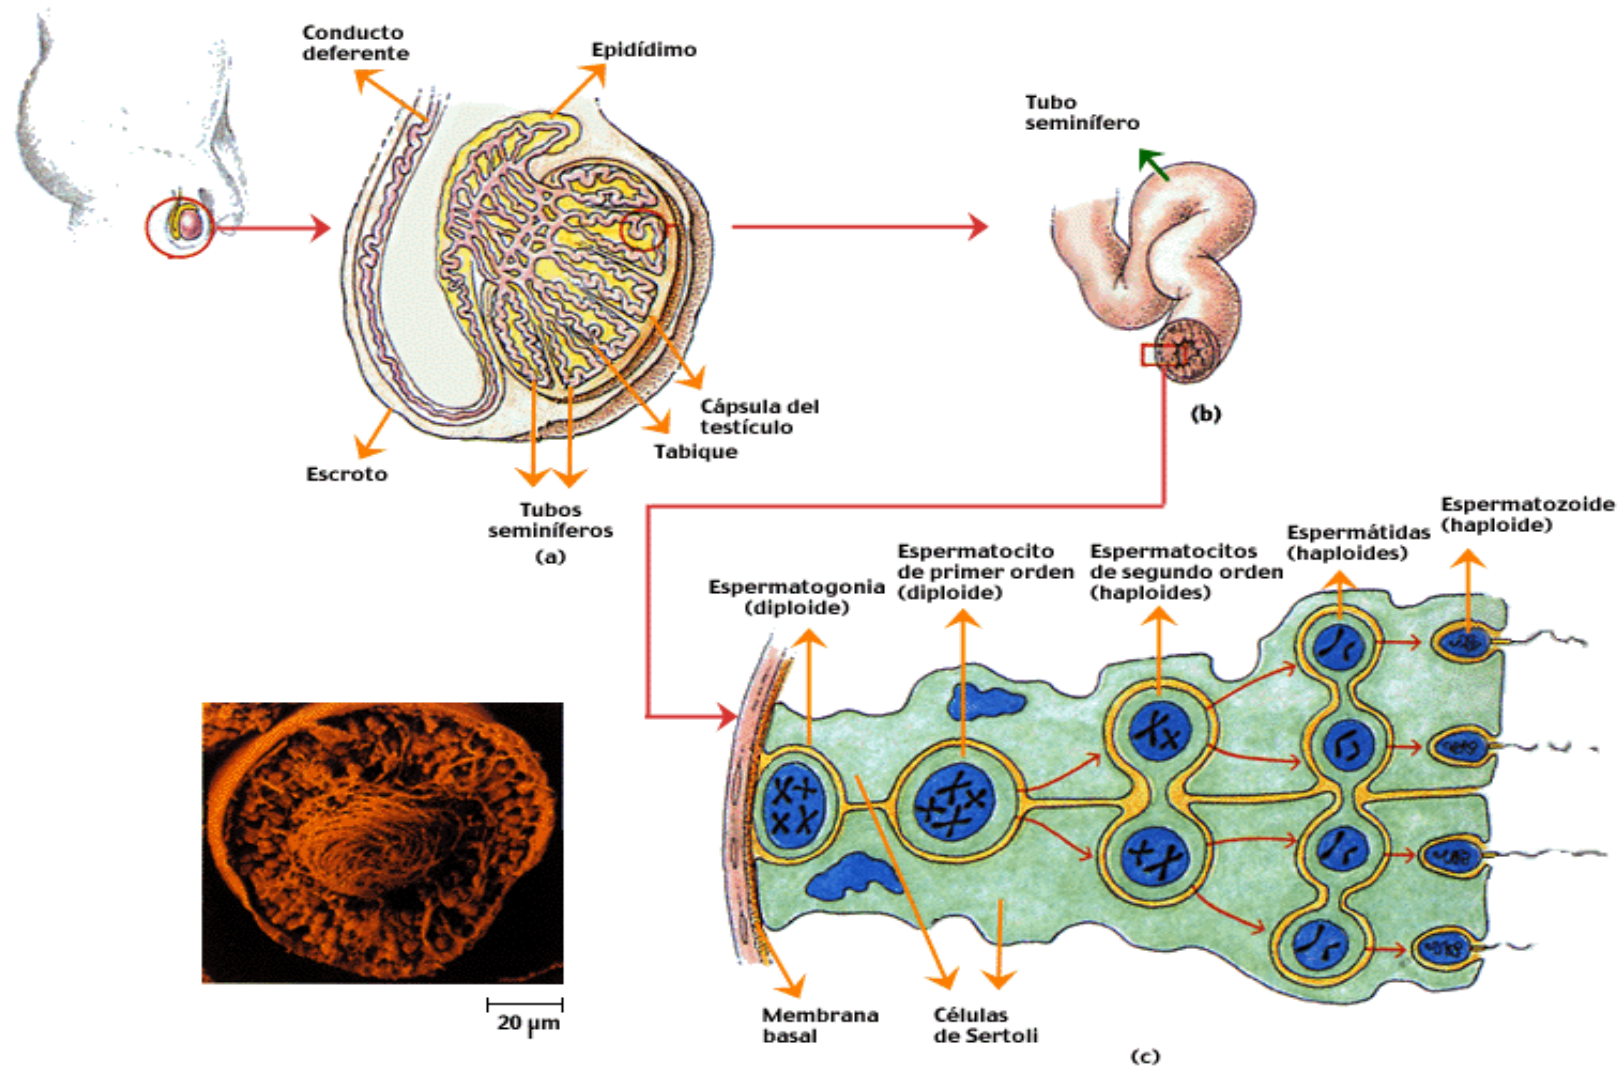 Conducto
deferente
Epidídimo
Tubo
seminífero
Cápsula del
testículo
Tabique
Escroto
Tubos
seminíferos
(a)
(b)
Espermatogonia
(diploide)
Espermatocito
de primer orden
(diploide)
Espermatocitos
de segundo orden
(haploides)
Espermátidas
(haploides)
Espermatozoide
(haploide)
20 µm
Membrana
basal
Células
de Sertoli
(c)